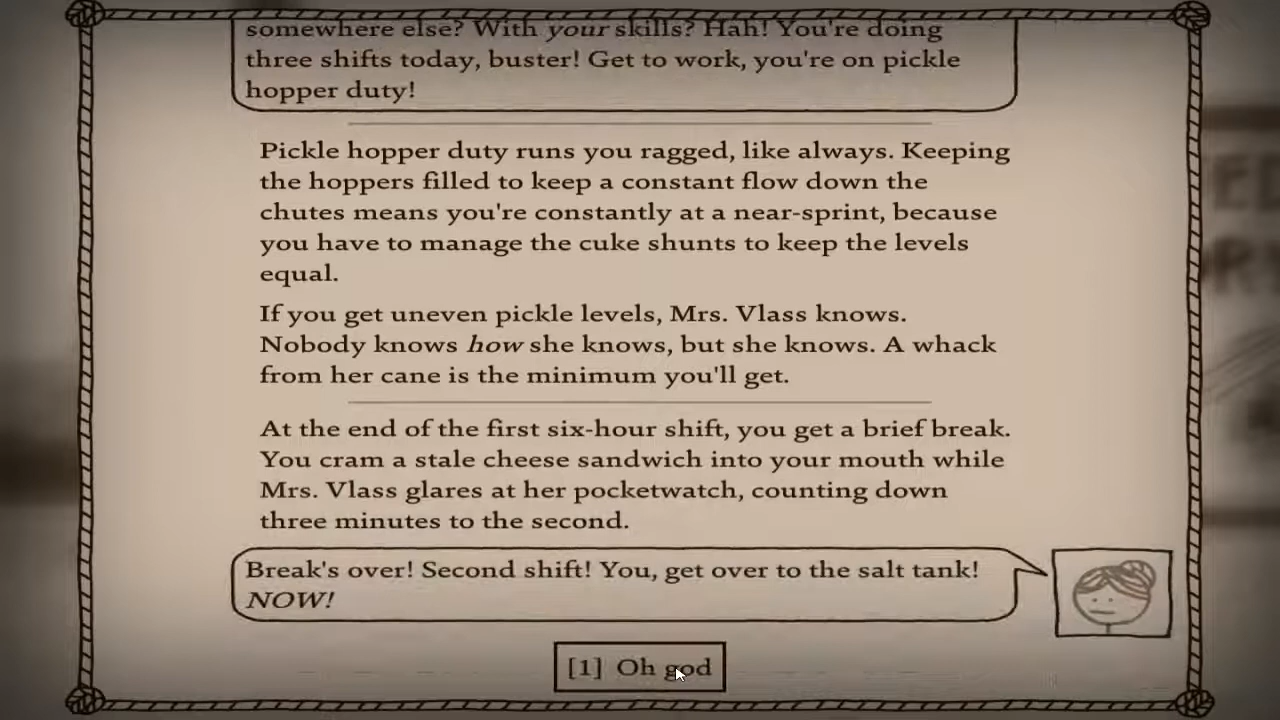 somewhere else? With your skills? Hah! You're doing
three shifts today, buster! Get to work, you're on pickle
hopper duty!
Pickle hopper duty runs you ragged, like always. Keeping
the hoppers filled to keep a constant flow down the
chutes means you're constantly at a near-sprint, because
you have to manage the cuke shunts to keep the levels
equal.
If you get uneven pickle levels, Mrs. Vlass knows.
Nobody knows how she knows, but she knows. A whack
from her cane is the minimum you'll get.
At the end of the first six-hour shift, you get a brief break.
You cram a stale cheese sandwich into your mouth while
Mrs. Vlass glares at her pocketwatch, counting down
three minutes to the second.
Break's over! Second shift! You, get over to the salt tank!
NOW!
[1] Oh god